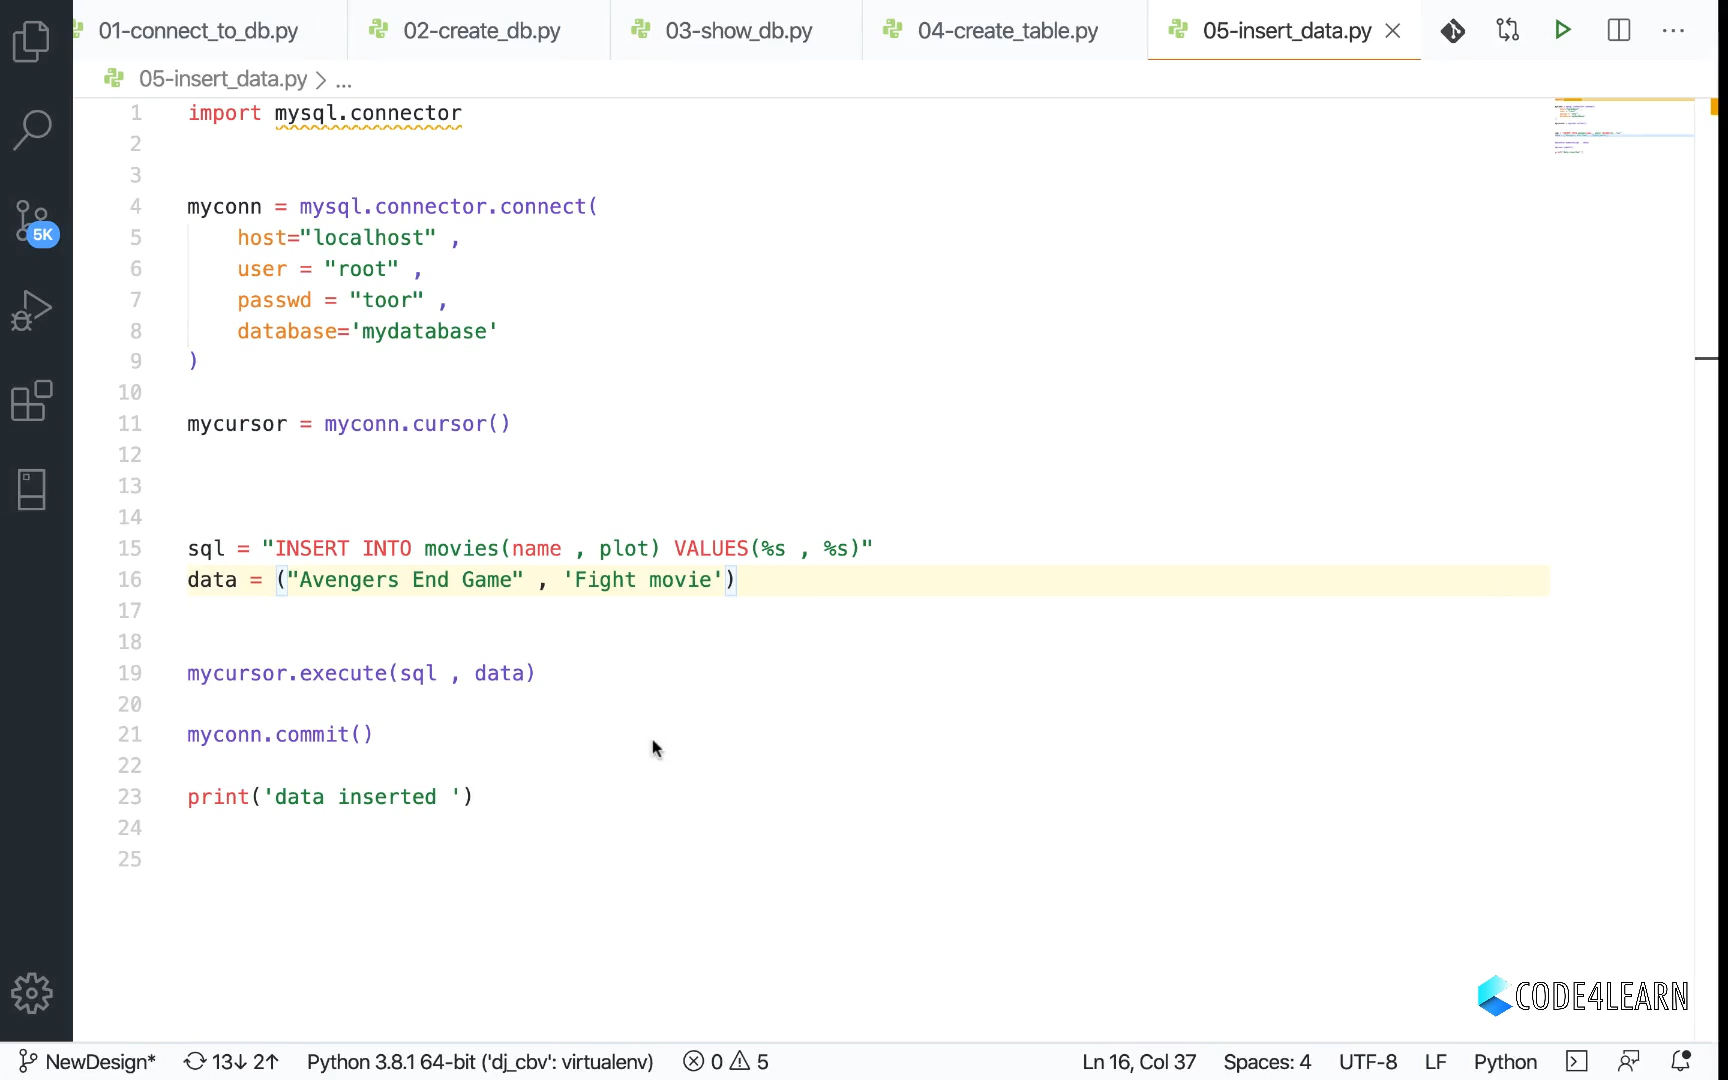 01-connect_to_db.py 02-create_db.py 03-show_db.py 04-create_table.py 05-insert_data.py
05-insert_data.py > ...
1 import mysql.connector
2
3
4 myconn = mysql.connector.connect(
5 host="localhost" ,
6 user = "root" ,
7 passwd = "toor" ,
8 database='mydatabase'
9 )
10
11 mycursor = myconn.cursor()
12
13
14
15 sql = "INSERT INTO movies(name , plot) VALUES(%s , %s)"
16 data = ("Avengers End Game" , 'Fight movie')
17
18
19 mycursor.execute(sql , data)
20
21 myconn.commit()
22
23 print('data inserted ')
24
25
5K
CODE4LEARN
NewDesign* 13↓ 2↑ Python 3.8.1 64-bit ('dj_cbv': virtualenv) 0 5 Ln 16, Col 37 Spaces: 4 UTF-8 LF Python